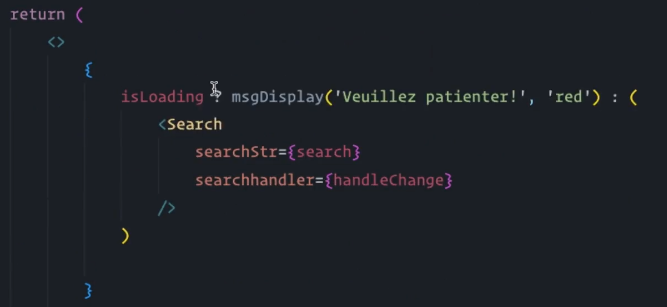 return (
<>
{
isLoading ? msgDisplay('Veuillez patienter!', 'red') : (
<Search
searchStr={search}
searchhandler={handleChange}
/>
)
}